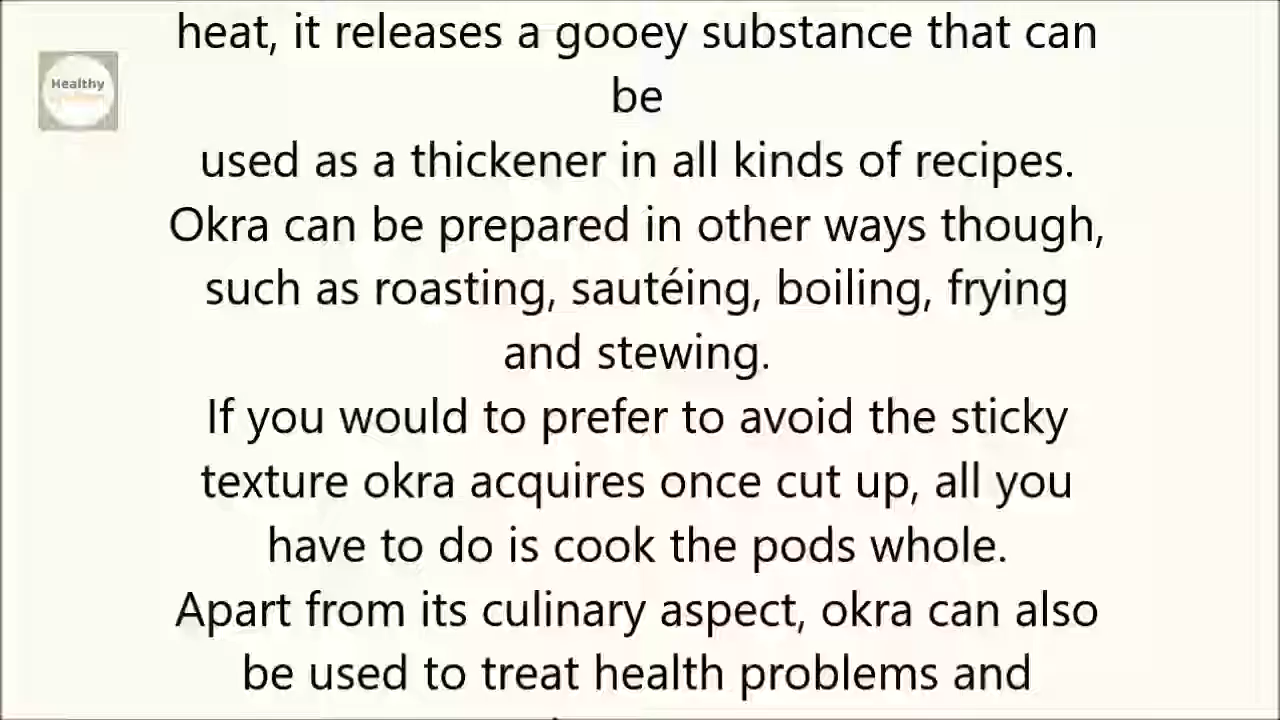 heat, it releases a gooey substance that can
be
used as a thickener in all kinds of recipes.
Okra can be prepared in other ways though,
such as roasting, sautéing, boiling, frying
and stewing.
If you would to prefer to avoid the sticky
texture okra acquires once cut up, all you
have to do is cook the pods whole.
Apart from its culinary aspect, okra can also
be used to treat health problems and
Healthy